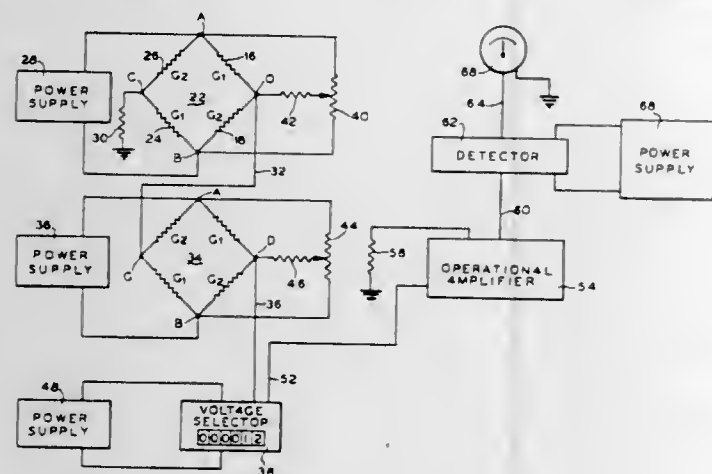 A
28
POWER
SUPPLY
26
G2
G1
16
C
22
D
42
40
30
G1
G2
24
18
B
32
68
64
62
DETECTOR
68
POWER
SUPPLY
60
A
36
POWER
SUPPLY
G2
G1
44
C
34
D
46
G1
G2
B
36
58
OPERATIONAL
AMPLIFIER
54
52
48
POWER
SUPPLY
VOLTAGE
SELECTOR
000012
38